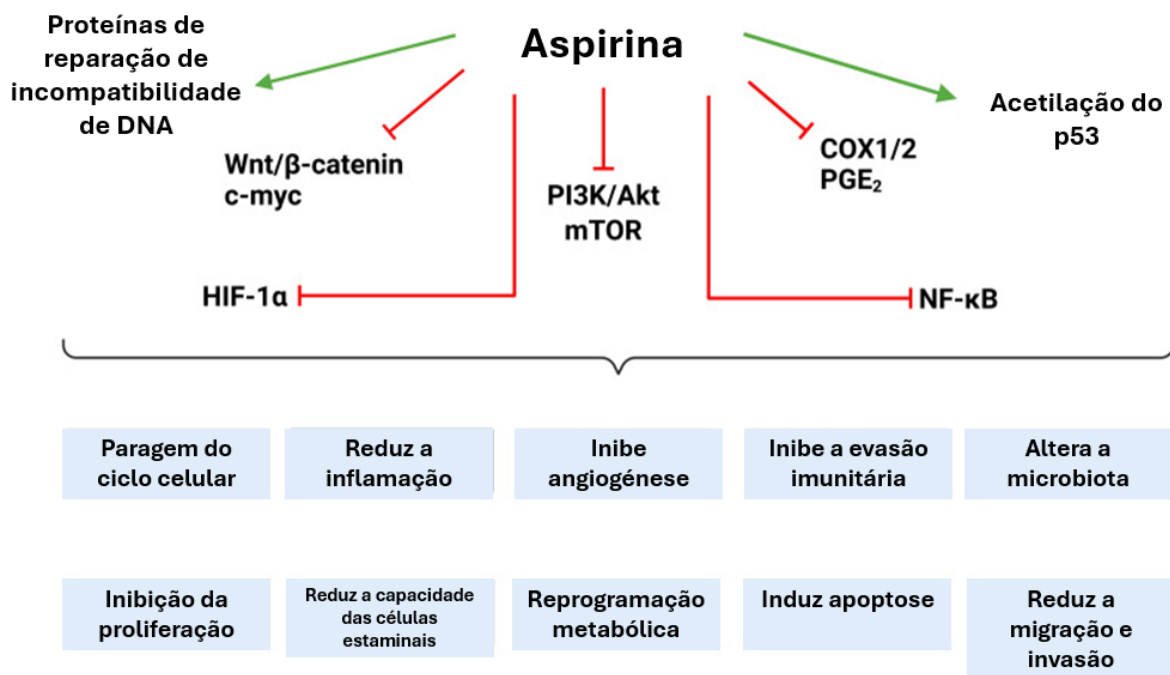 Proteínas de
reparação de
incompatibilidade
de DNA
Aspirina
Acetilação do
p53
Wnt/β-catenin
c-myc
PI3K/Akt
mTOR
COX1/2
PGE₂
HIF-1α
NF-κB
Paragem do
ciclo celular
Reduz a
inflamação
Inibe
angiogénese
Inibe a evasão
imunitária
Altera a
microbiota
Inibição da
proliferação
Reduz a capacidade
das células
estaminais
Reprogramação
metabólica
Induz apoptose
Reduz a
migração e
invasão